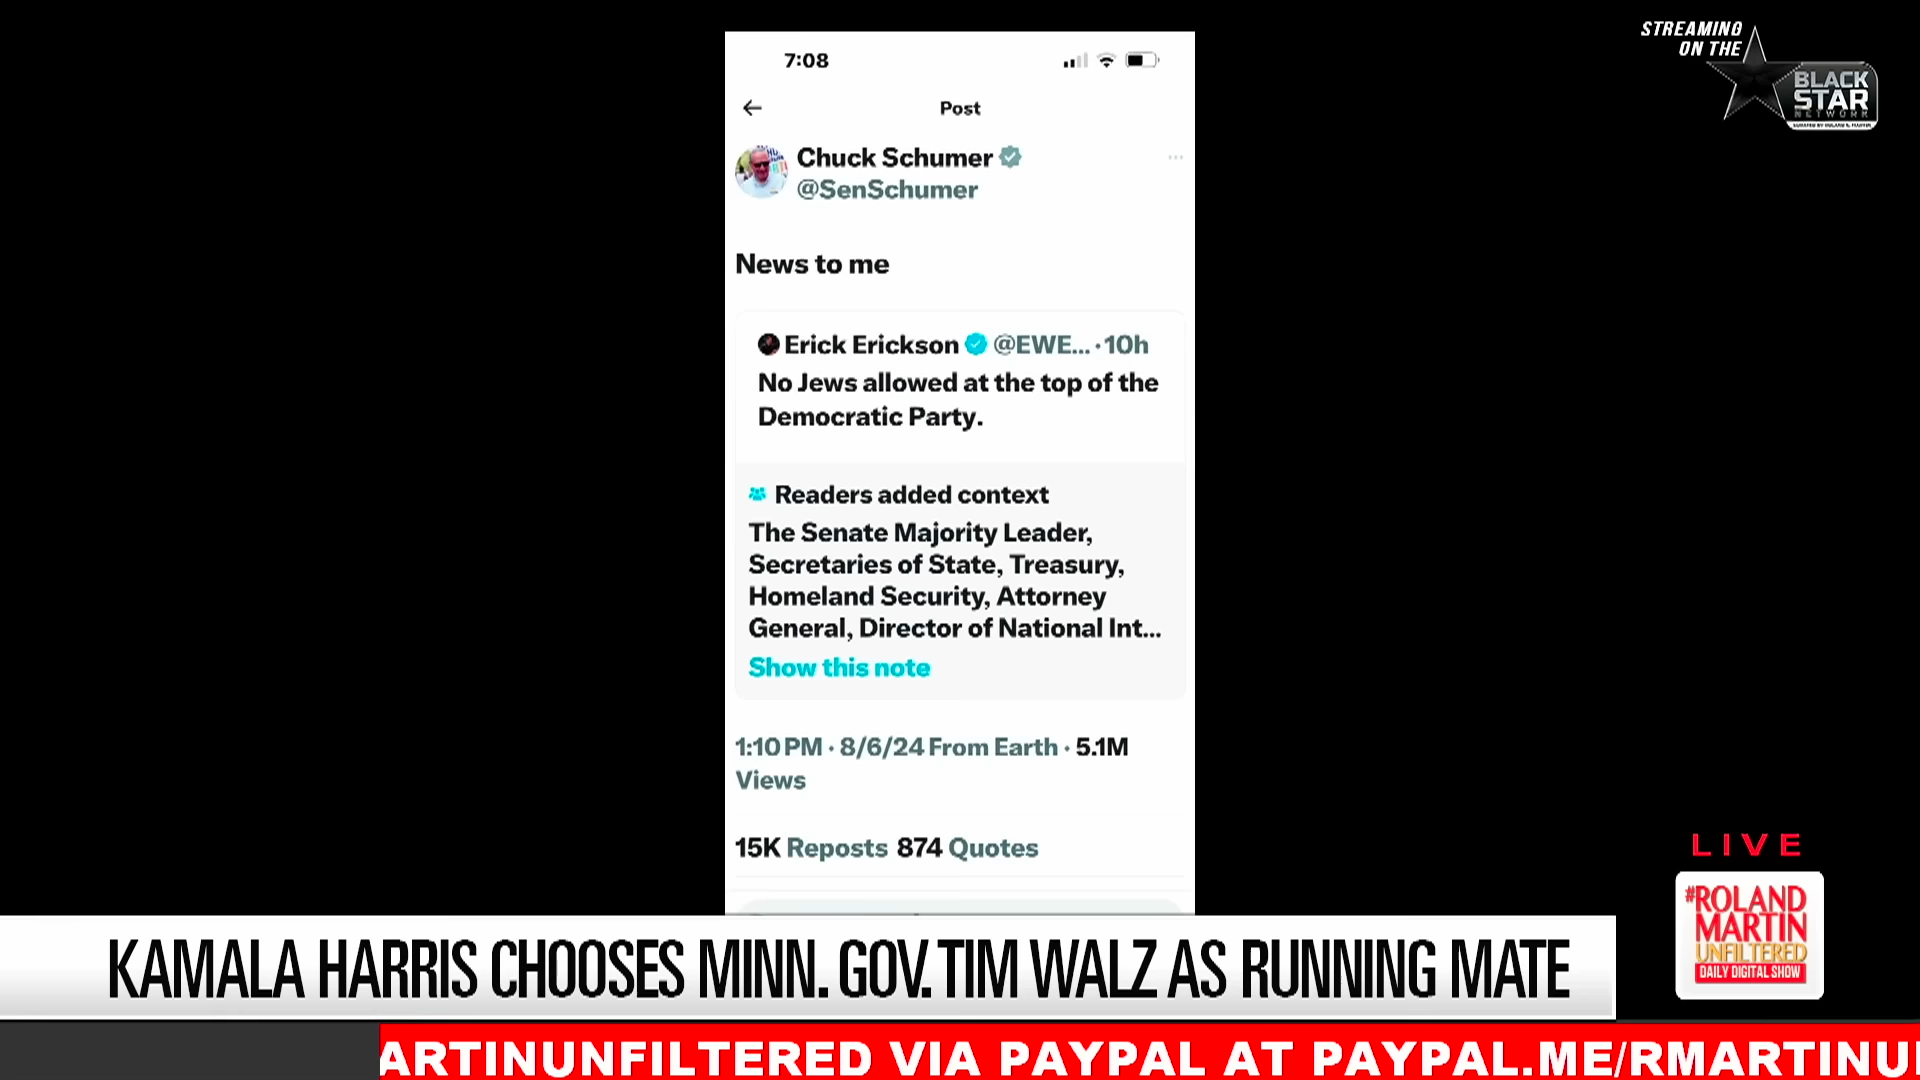 STREAMING
ON THE
BLACK
STAR
NETWORK
7:08
Post
Chuck Schumer
@SenSchumer
News to me
Erick Erickson @EWE... · 10h
No Jews allowed at the top of the
Democratic Party.
Readers added context
The Senate Majority Leader,
Secretaries of State, Treasury,
Homeland Security, Attorney
General, Director of National Int...
Show this note
1:10 PM · 8/6/24 From Earth · 5.1M
Views
15K Reposts 874 Quotes
LIVE
#ROLAND
MARTIN
UNFILTERED
DAILY DIGITAL SHOW
KAMALA HARRIS CHOOSES MINN. GOV. TIM WALZ AS RUNNING MATE
ARTINUNFILTERED VIA PAYPAL AT PAYPAL.ME/RMARTINU